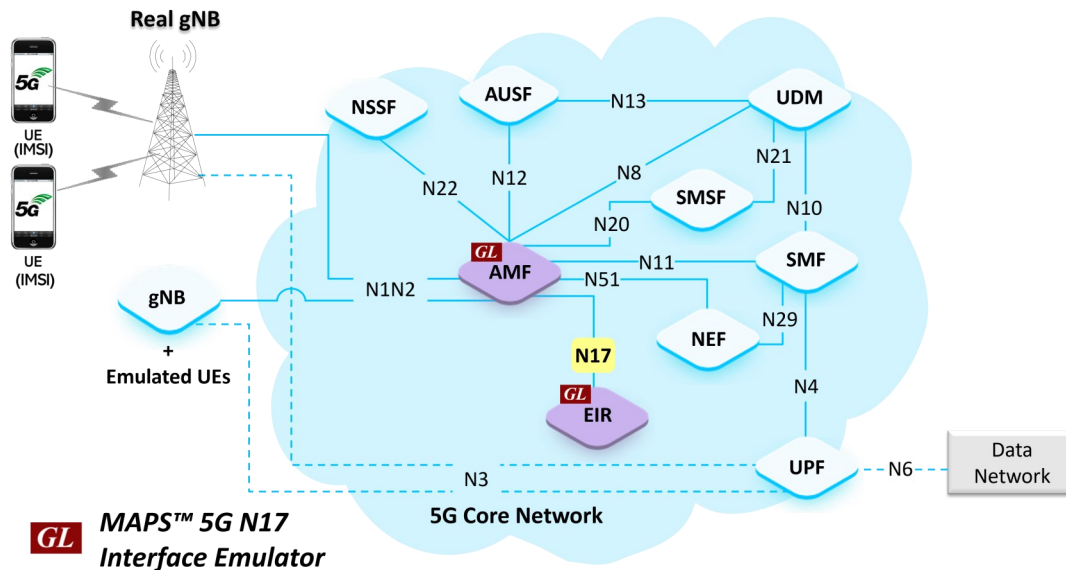 Real gNB
5G
UE
(IMSI)
5G
UE
(IMSI)
NSSF
AUSF
N13
UDM
N22
N12
N8
N21
SMSF
N20
N10
GL
AMF
N11
SMF
N1N2
N51
gNB
+
Emulated UEs
NEF
N29
N17
N4
GL
EIR
UPF
N6
Data
Network
N3
5G Core Network
GL
MAPS™ 5G N17
Interface Emulator